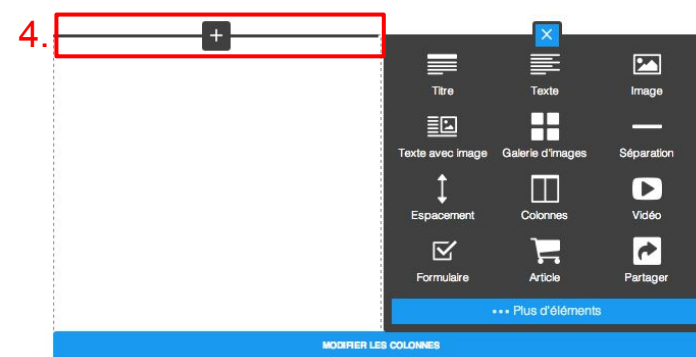 4.
Titre Texte Image
Texte avec image Galerie d'images Séparation
Espacement Colonnes Vidéo
Formulaire Article Partager
••• Plus d'éléments
MODIFIER LES COLONNES